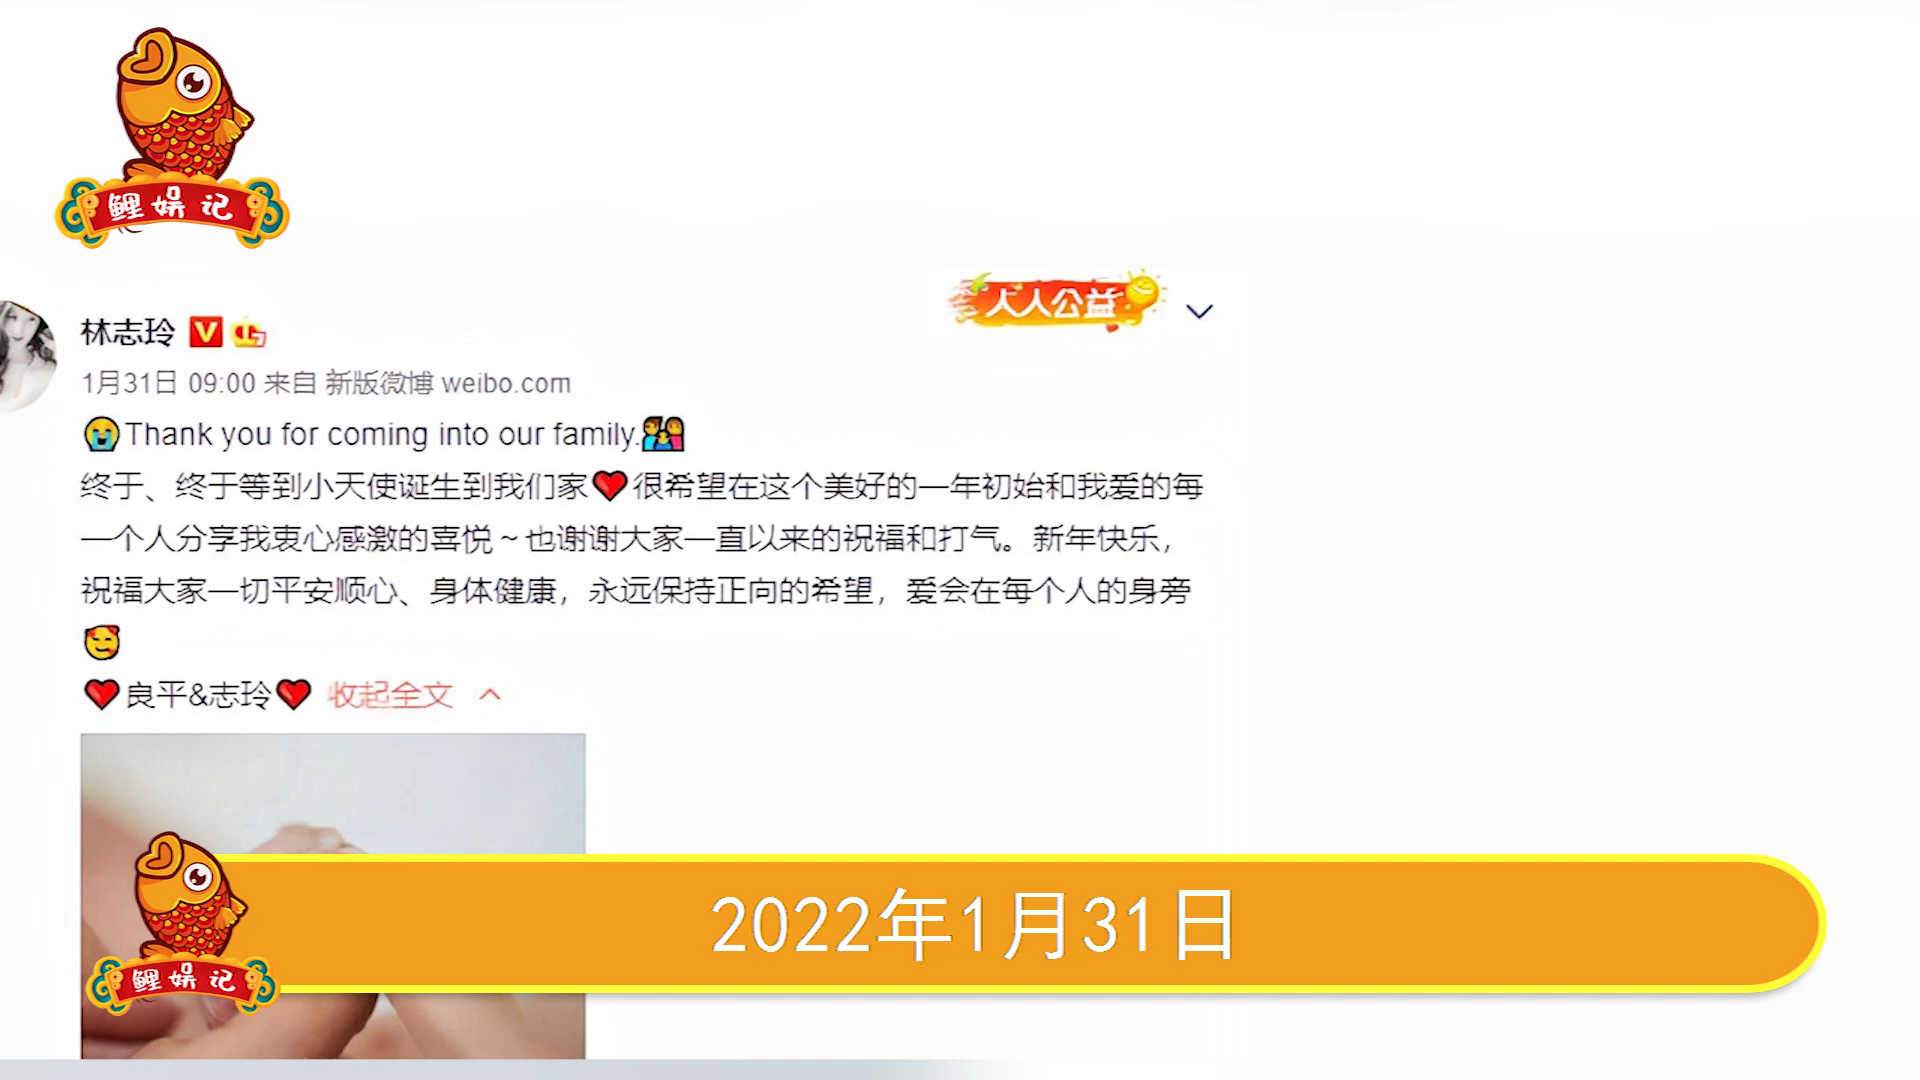 鲤娱记
人人公益
林志玲
1月31日 09:00 来自 新版微博 weibo.com
😭Thank you for coming into our family.👨‍👩‍👦
终于、终于等到小天使诞生到我们家❤️很希望在这个美好的一年初始和我爱的每
一个人分享我衷心感激的喜悦～也谢谢大家一直以来的祝福和打气。新年快乐，
祝福大家一切平安顺心、身体健康，永远保持正向的希望，爱会在每个人的身旁
🥰
❤️良平&志玲❤️ 收起全文
2022年1月31日
鲤娱记